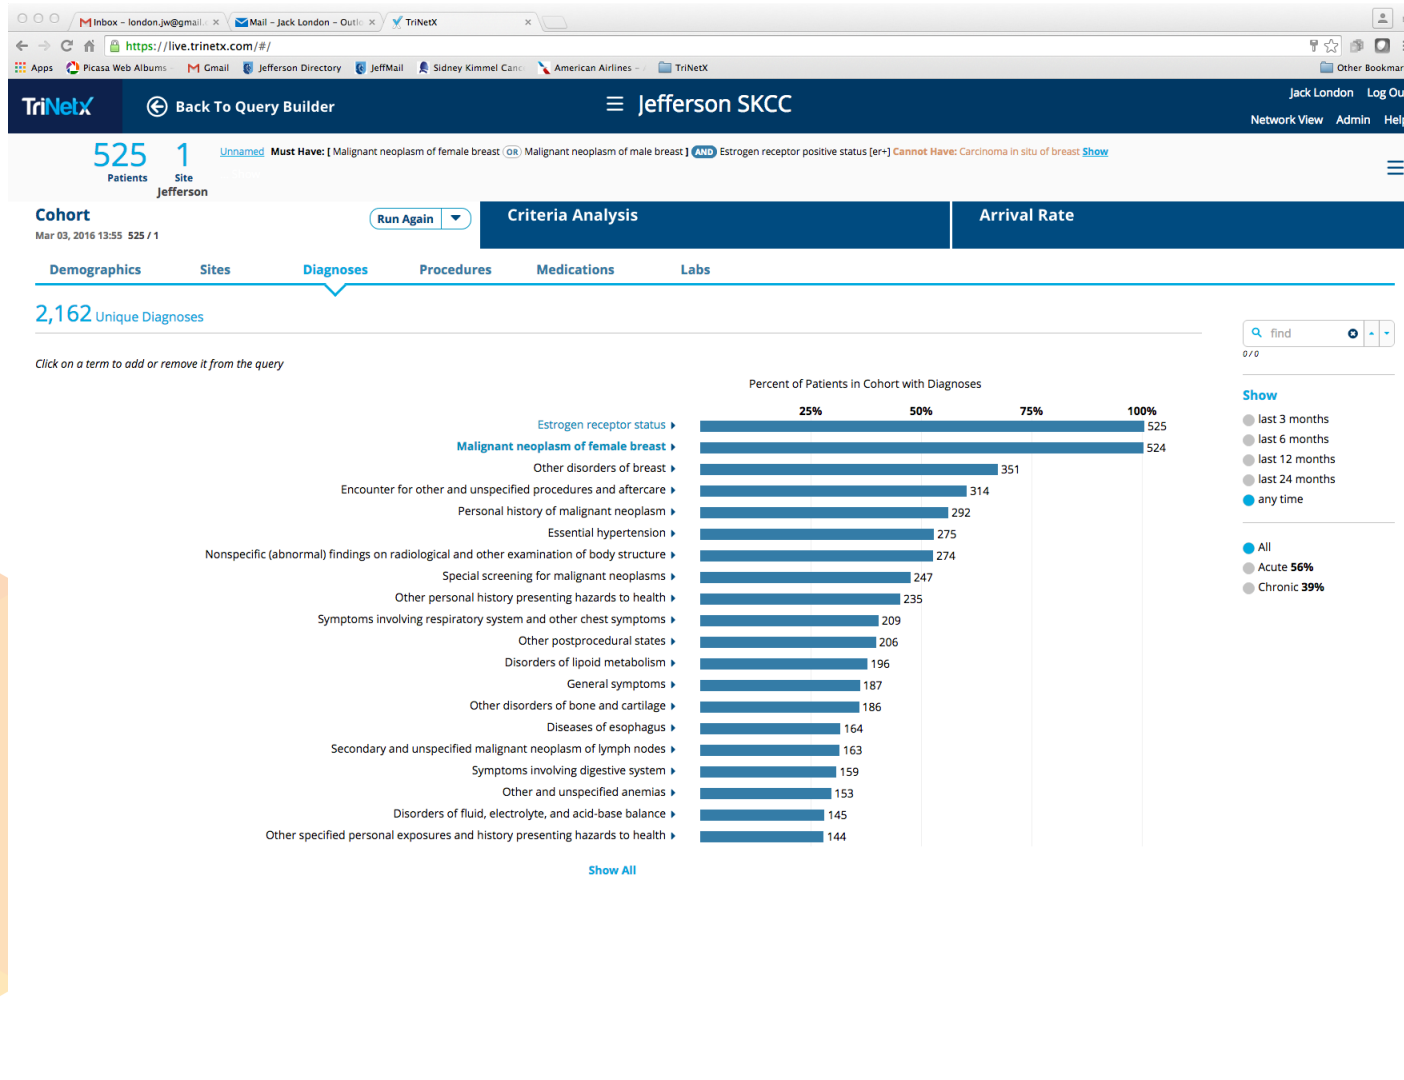 Inbox – london.jw@gmail.c ×
Mail – Jack London – Outlo ×
TriNetX ×
https://live.trinetx.com/#/
Apps Picasa Web Albums – Gmail Jefferson Directory JeffMail Sidney Kimmel Canc American Airlines – TriNetX Other Bookmar
TriNetX Back To Query Builder Jefferson SKCC Jack London Log Ou
Network View Admin Help
525 1 Unnamed Must Have: [ Malignant neoplasm of female breast OR Malignant neoplasm of male breast ] AND Estrogen receptor positive status [er+] Cannot Have: Carcinoma in situ of breast Show
Patients Site
Jefferson
Cohort Run Again Criteria Analysis Arrival Rate
Mar 03, 2016 13:55 525 / 1
Demographics Sites Diagnoses Procedures Medications Labs
2,162 Unique Diagnoses
find
0 / 0
Click on a term to add or remove it from the query
Percent of Patients in Cohort with Diagnoses
25% 50% 75% 100%
Estrogen receptor status 525
Malignant neoplasm of female breast 524
Other disorders of breast 351
Encounter for other and unspecified procedures and aftercare 314
Personal history of malignant neoplasm 292
Essential hypertension 275
Nonspecific (abnormal) findings on radiological and other examination of body structure 274
Special screening for malignant neoplasms 247
Other personal history presenting hazards to health 235
Symptoms involving respiratory system and other chest symptoms 209
Other postprocedural states 206
Disorders of lipoid metabolism 196
General symptoms 187
Other disorders of bone and cartilage 186
Diseases of esophagus 164
Secondary and unspecified malignant neoplasm of lymph nodes 163
Symptoms involving digestive system 159
Other and unspecified anemias 153
Disorders of fluid, electrolyte, and acid-base balance 145
Other specified personal exposures and history presenting hazards to health 144
Show All
Show
last 3 months
last 6 months
last 12 months
last 24 months
any time
All
Acute 56%
Chronic 39%